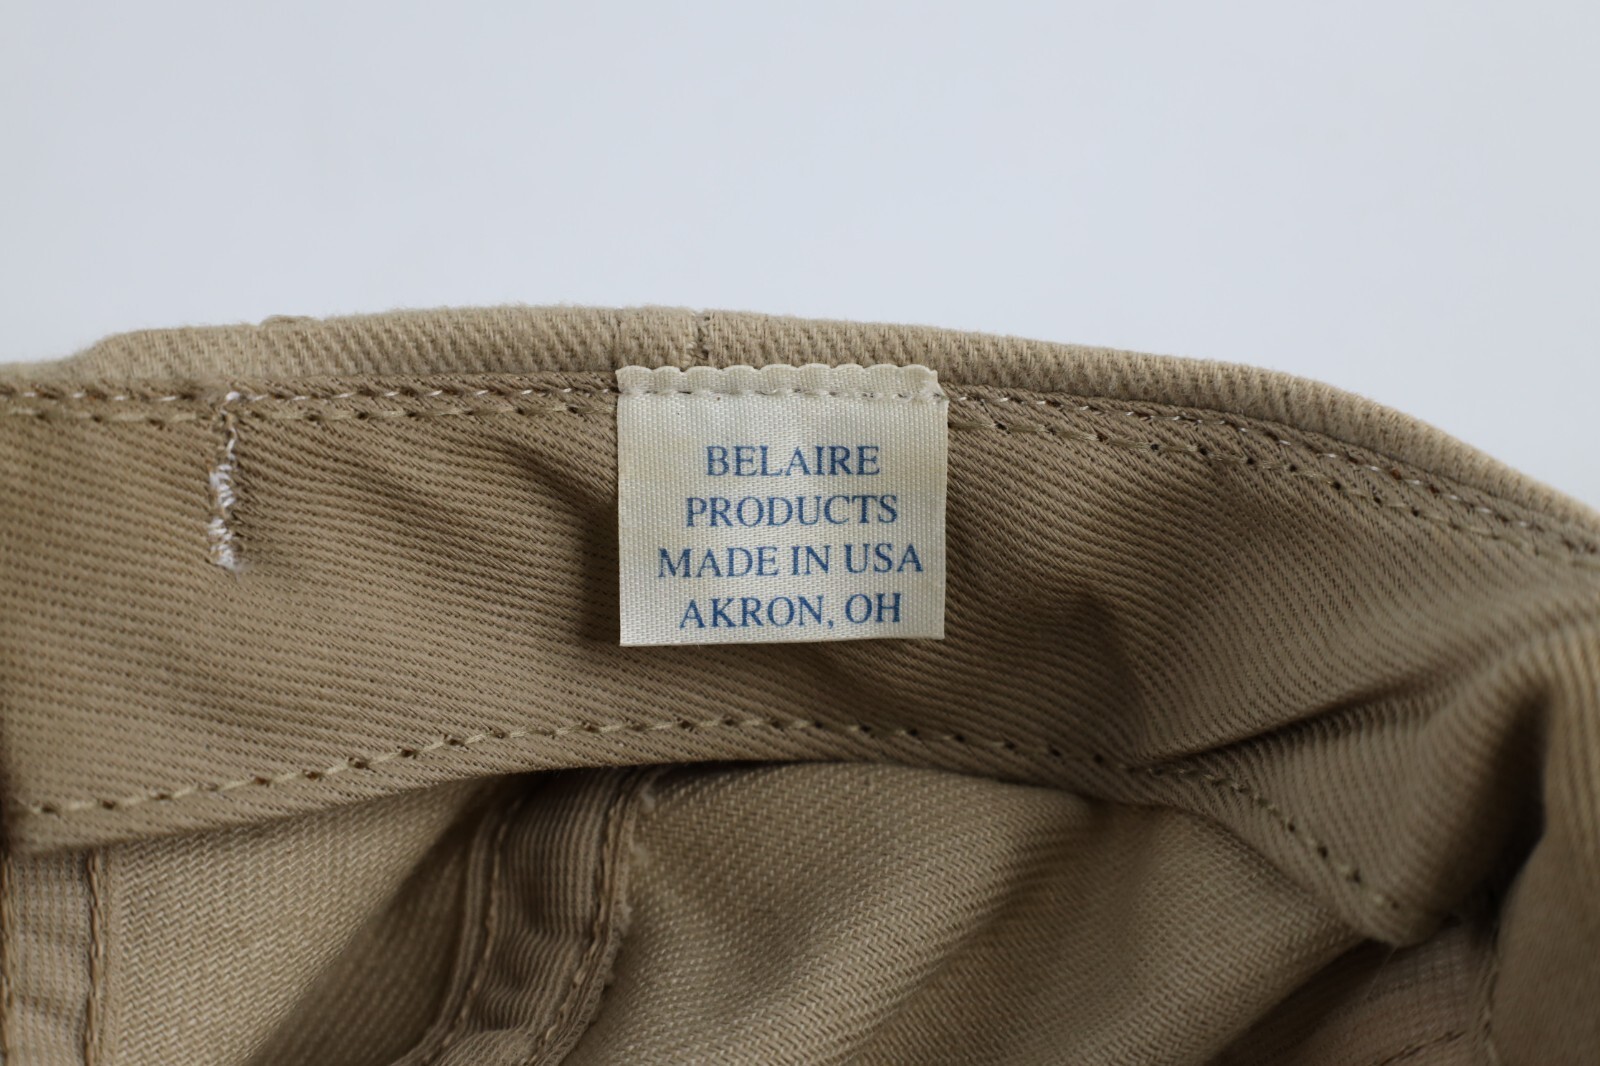 BELAIRE
PRODUCTS
MADE IN USA
AKRON, OH